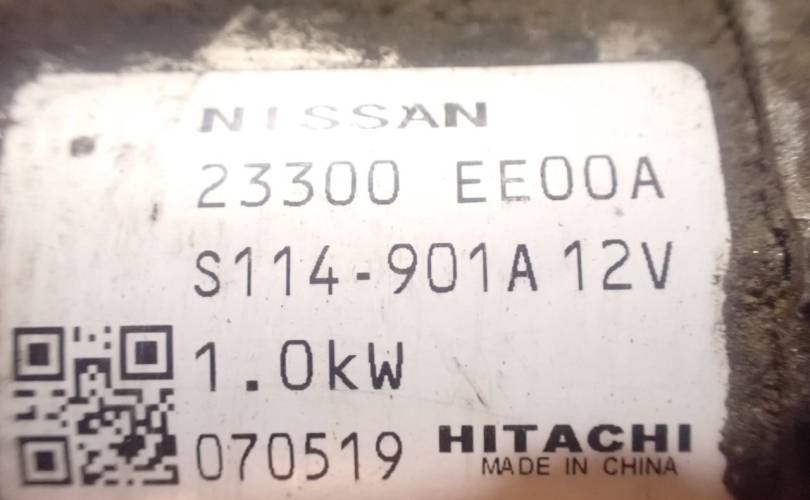 NISSAN
23300 EE00A
S114-901A 12V
1.0kW
070519 HITACHI
MADE IN CHINA